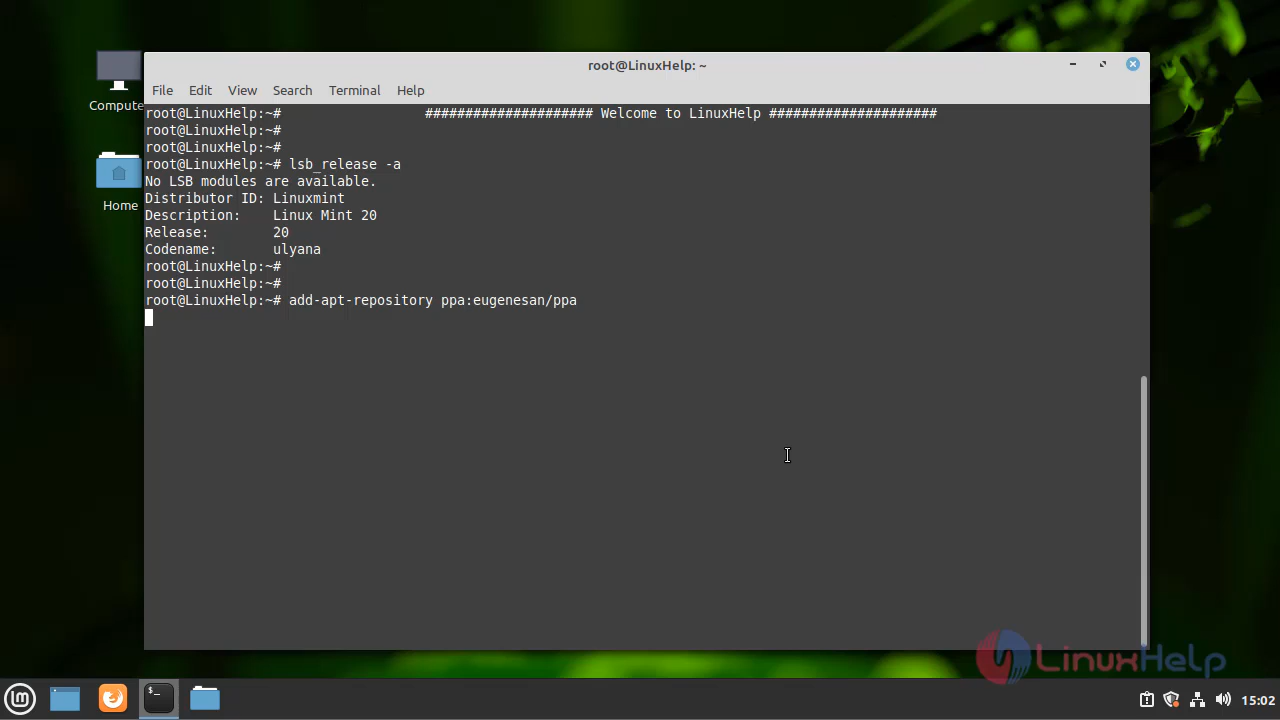 root@LinuxHelp: ~
File Edit View Search Terminal Help
root@LinuxHelp:~# ##################### Welcome to LinuxHelp #####################
root@LinuxHelp:~#
root@LinuxHelp:~#
root@LinuxHelp:~# lsb_release -a
No LSB modules are available.
Distributor ID: Linuxmint
Description: Linux Mint 20
Release: 20
Codename: ulyana
root@LinuxHelp:~#
root@LinuxHelp:~#
root@LinuxHelp:~# add-apt-repository ppa:eugenesan/ppa
Compute
Home
LinuxHelp
$_
15:02